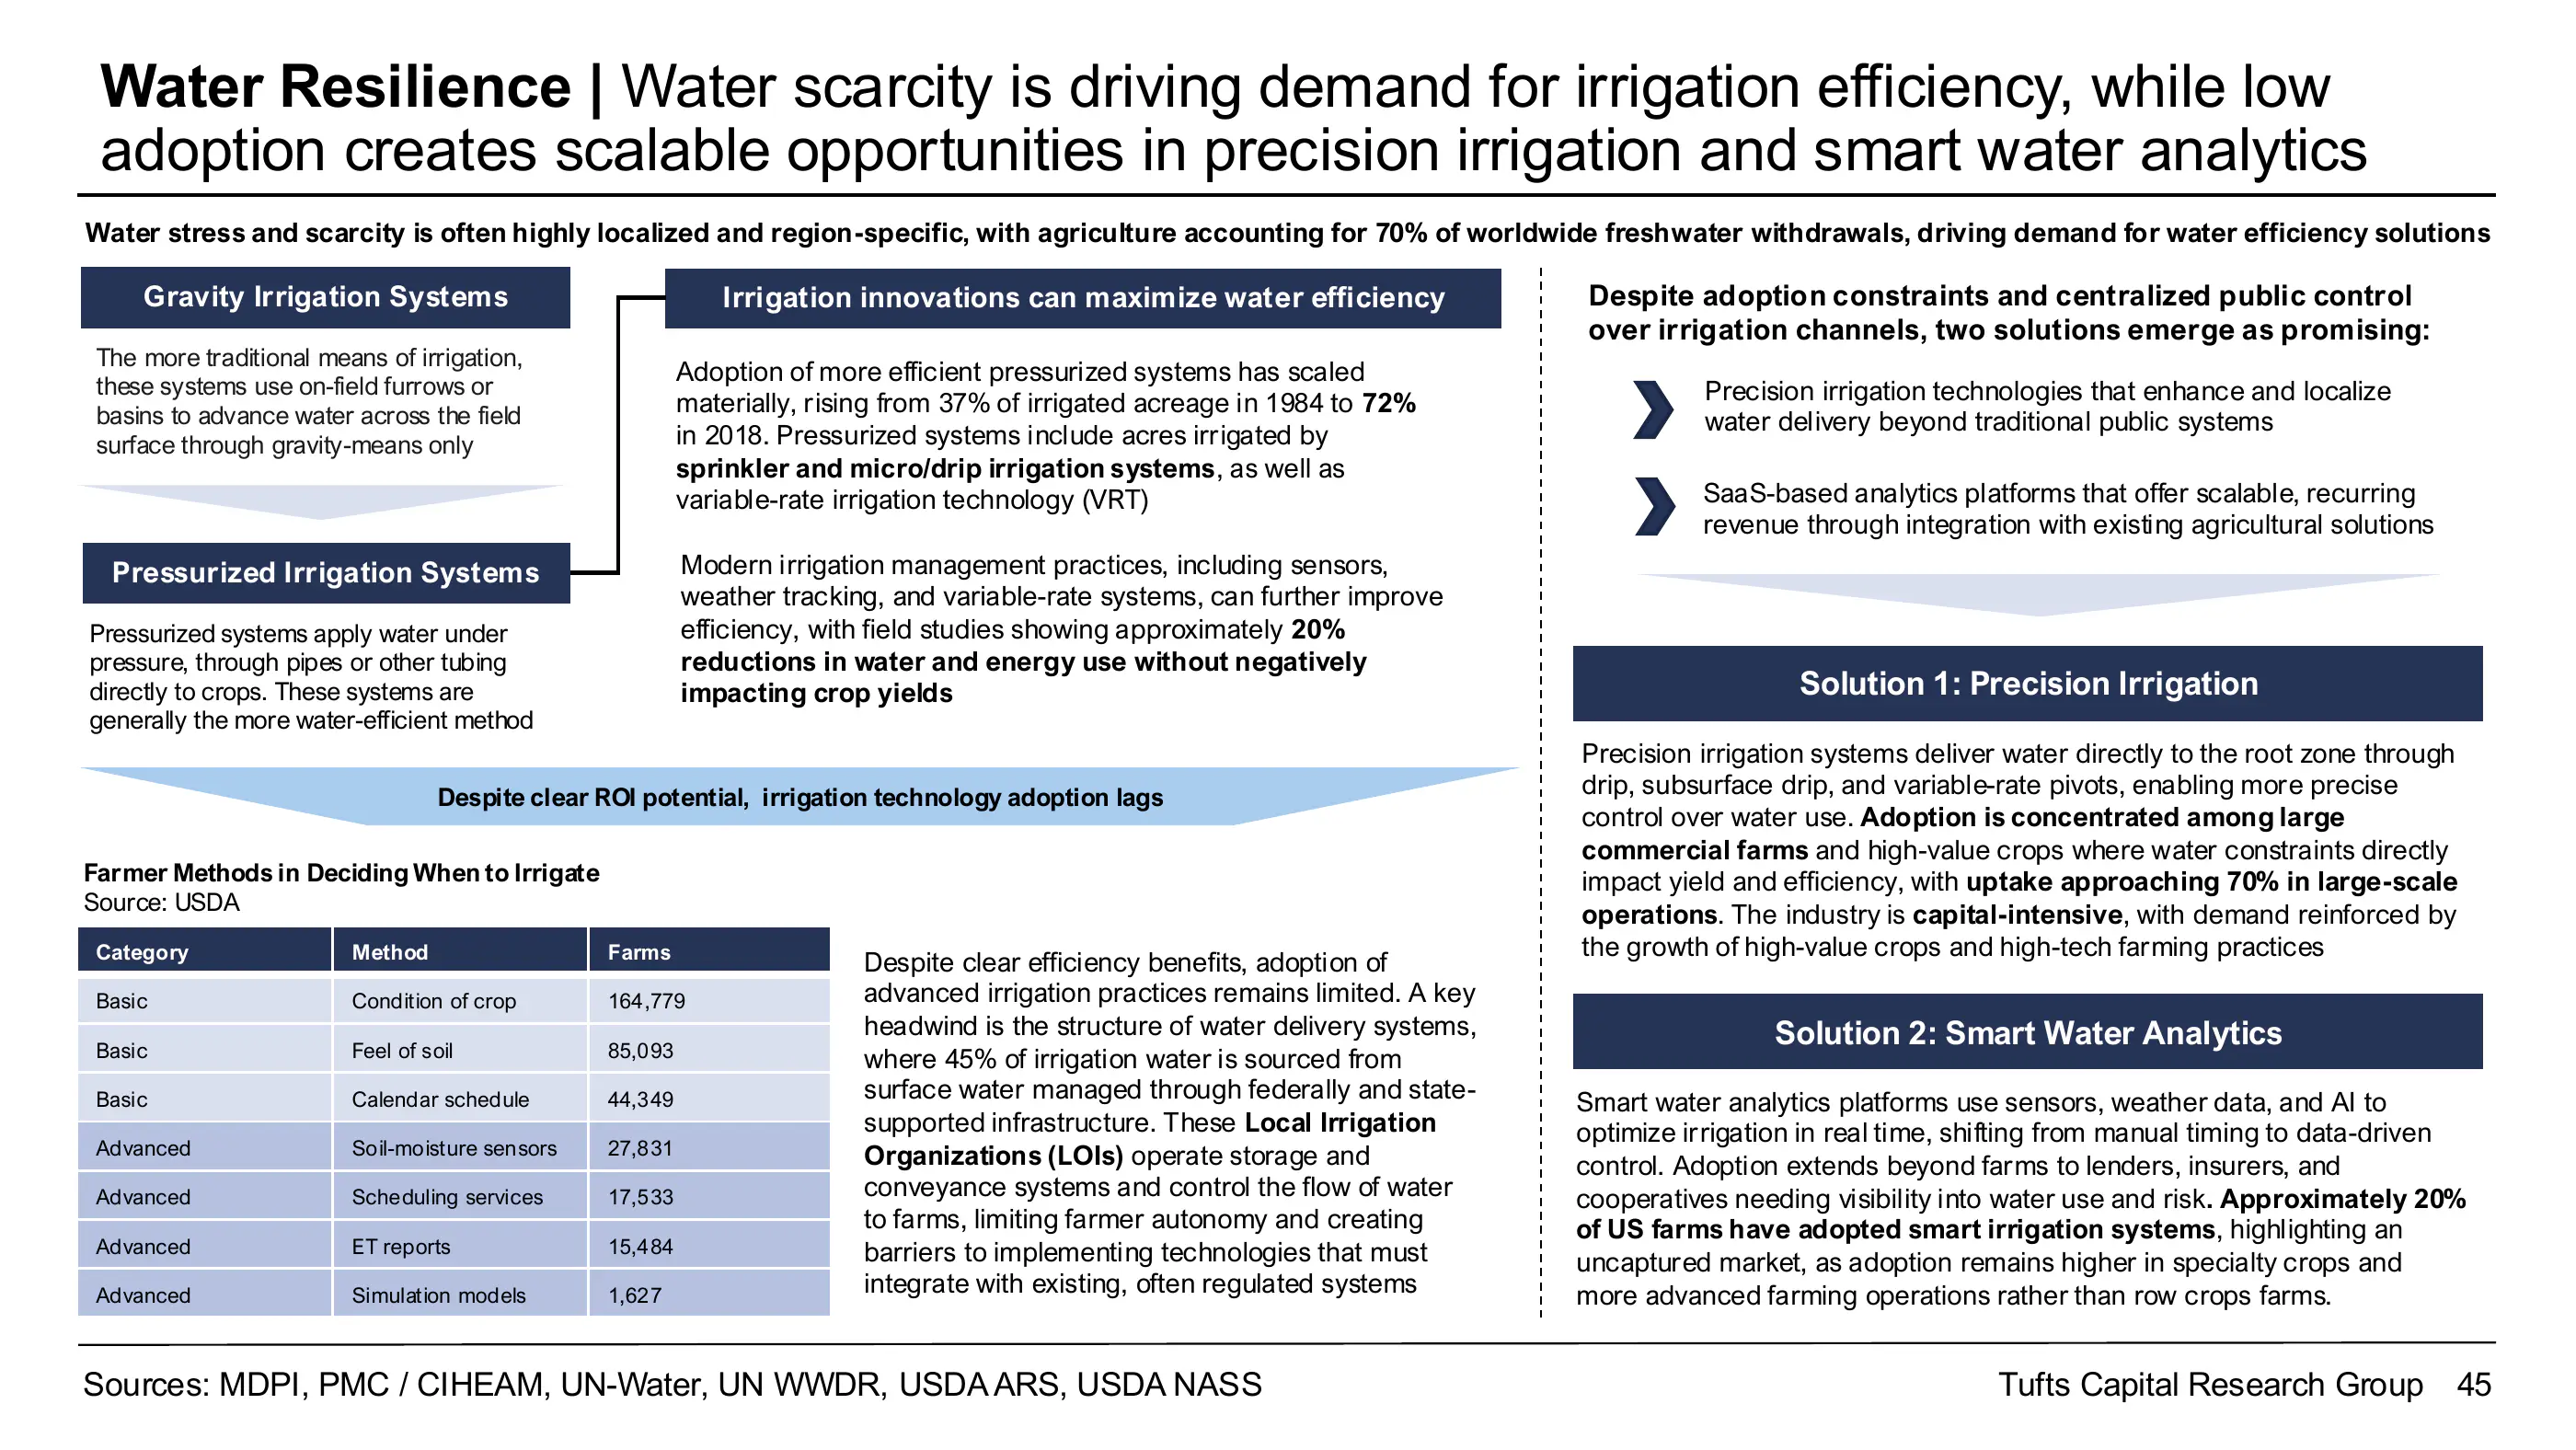 Water Resilience | Water scarcity is driving demand for irrigation efficiency, while low
adoption creates scalable opportunities in precision irrigation and smart water analytics
Water stress and scarcity is often highly localized and region-specific, with agriculture accounting for 70% of worldwide freshwater withdrawals, driving demand for water efficiency solutions
Gravity Irrigation Systems
The more traditional means of irrigation,
these systems use on-field furrows or
basins to advance water across the field
surface through gravity-means only
Pressurized Irrigation Systems
Pressurized systems apply water under
pressure, through pipes or other tubing
directly to crops. These systems are
generally the more water-efficient method
Irrigation innovations can maximize water efficiency
Adoption of more efficient pressurized systems has scaled
materially, rising from 37% of irrigated acreage in 1984 to 72%
in 2018. Pressurized systems include acres irrigated by
sprinkler and micro/drip irrigation systems, as well as
variable-rate irrigation technology (VRT)
Modern irrigation management practices, including sensors,
weather tracking, and variable-rate systems, can further improve
efficiency, with field studies showing approximately 20%
reductions in water and energy use without negatively
impacting crop yields
Despite clear ROI potential, irrigation technology adoption lags
Farmer Methods in Deciding When to Irrigate
Source: USDA
Category Method Farms
Basic Condition of crop 164,779
Basic Feel of soil 85,093
Basic Calendar schedule 44,349
Advanced Soil-moisture sensors 27,831
Advanced Scheduling services 17,533
Advanced ET reports 15,484
Advanced Simulation models 1,627
Despite clear efficiency benefits, adoption of
advanced irrigation practices remains limited. A key
headwind is the structure of water delivery systems,
where 45% of irrigation water is sourced from
surface water managed through federally and state-
supported infrastructure. These Local Irrigation
Organizations (LOIs) operate storage and
conveyance systems and control the flow of water
to farms, limiting farmer autonomy and creating
barriers to implementing technologies that must
integrate with existing, often regulated systems
Despite adoption constraints and centralized public control
over irrigation channels, two solutions emerge as promising:
Precision irrigation technologies that enhance and localize
water delivery beyond traditional public systems
SaaS-based analytics platforms that offer scalable, recurring
revenue through integration with existing agricultural solutions
Solution 1: Precision Irrigation
Precision irrigation systems deliver water directly to the root zone through
drip, subsurface drip, and variable-rate pivots, enabling more precise
control over water use. Adoption is concentrated among large
commercial farms and high-value crops where water constraints directly
impact yield and efficiency, with uptake approaching 70% in large-scale
operations. The industry is capital-intensive, with demand reinforced by
the growth of high-value crops and high-tech farming practices
Solution 2: Smart Water Analytics
Smart water analytics platforms use sensors, weather data, and AI to
optimize irrigation in real time, shifting from manual timing to data-driven
control. Adoption extends beyond farms to lenders, insurers, and
cooperatives needing visibility into water use and risk. Approximately 20%
of US farms have adopted smart irrigation systems, highlighting an
uncaptured market, as adoption remains higher in specialty crops and
more advanced farming operations rather than row crops farms.
Sources: MDPI, PMC / CIHEAM, UN-Water, UN WWDR, USDA ARS, USDA NASS
Tufts Capital Research Group 45